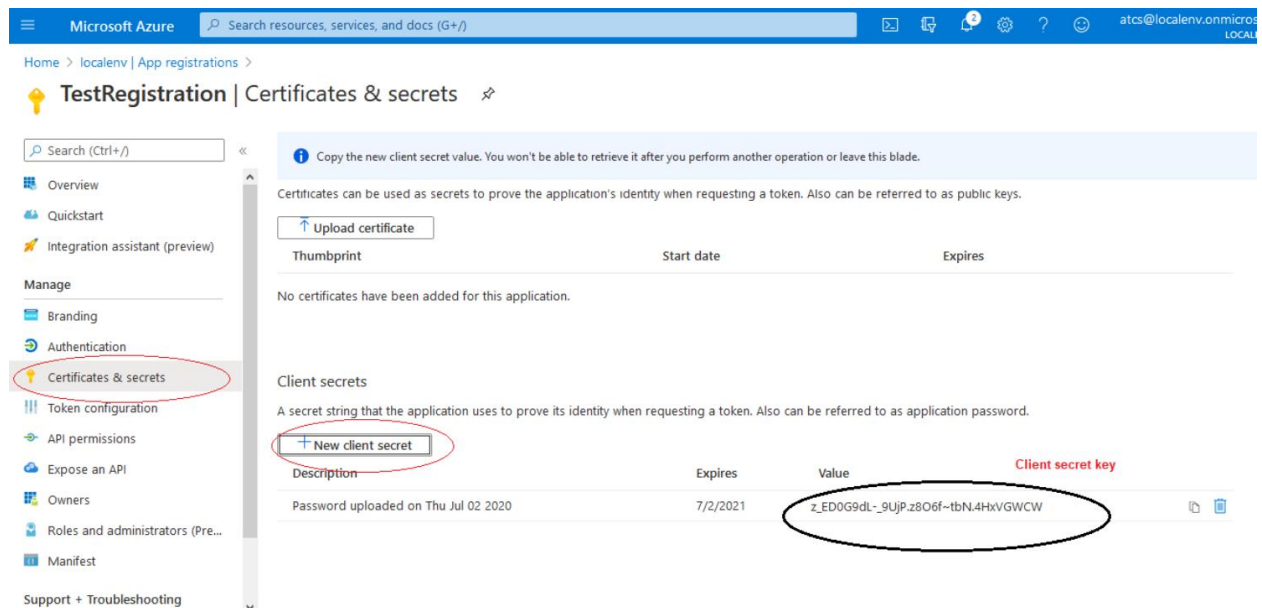 Microsoft Azure
Search resources, services, and docs (G+/)
2
atcs@localenv.onmicros
LOCALE
Home > localenv | App registrations >
TestRegistration | Certificates & secrets
Search (Ctrl+/)
«
Copy the new client secret value. You won't be able to retrieve it after you perform another operation or leave this blade.
Overview
Certificates can be used as secrets to prove the application's identity when requesting a token. Also can be referred to as public keys.
Quickstart
Upload certificate
Integration assistant (preview)
Thumbprint Start date Expires
Manage
No certificates have been added for this application.
Branding
Authentication
Certificates & secrets
Client secrets
Token configuration
A secret string that the application uses to prove its identity when requesting a token. Also can be referred to as application password.
API permissions
New client secret
Client secret key
Expose an API
Description Expires Value
Owners
Password uploaded on Thu Jul 02 2020 7/2/2021 z_ED0G9dL-_9UjP.z8O6f~tbN.4HxVGWCW
Roles and administrators (Pre...
Manifest
Support + Troubleshooting